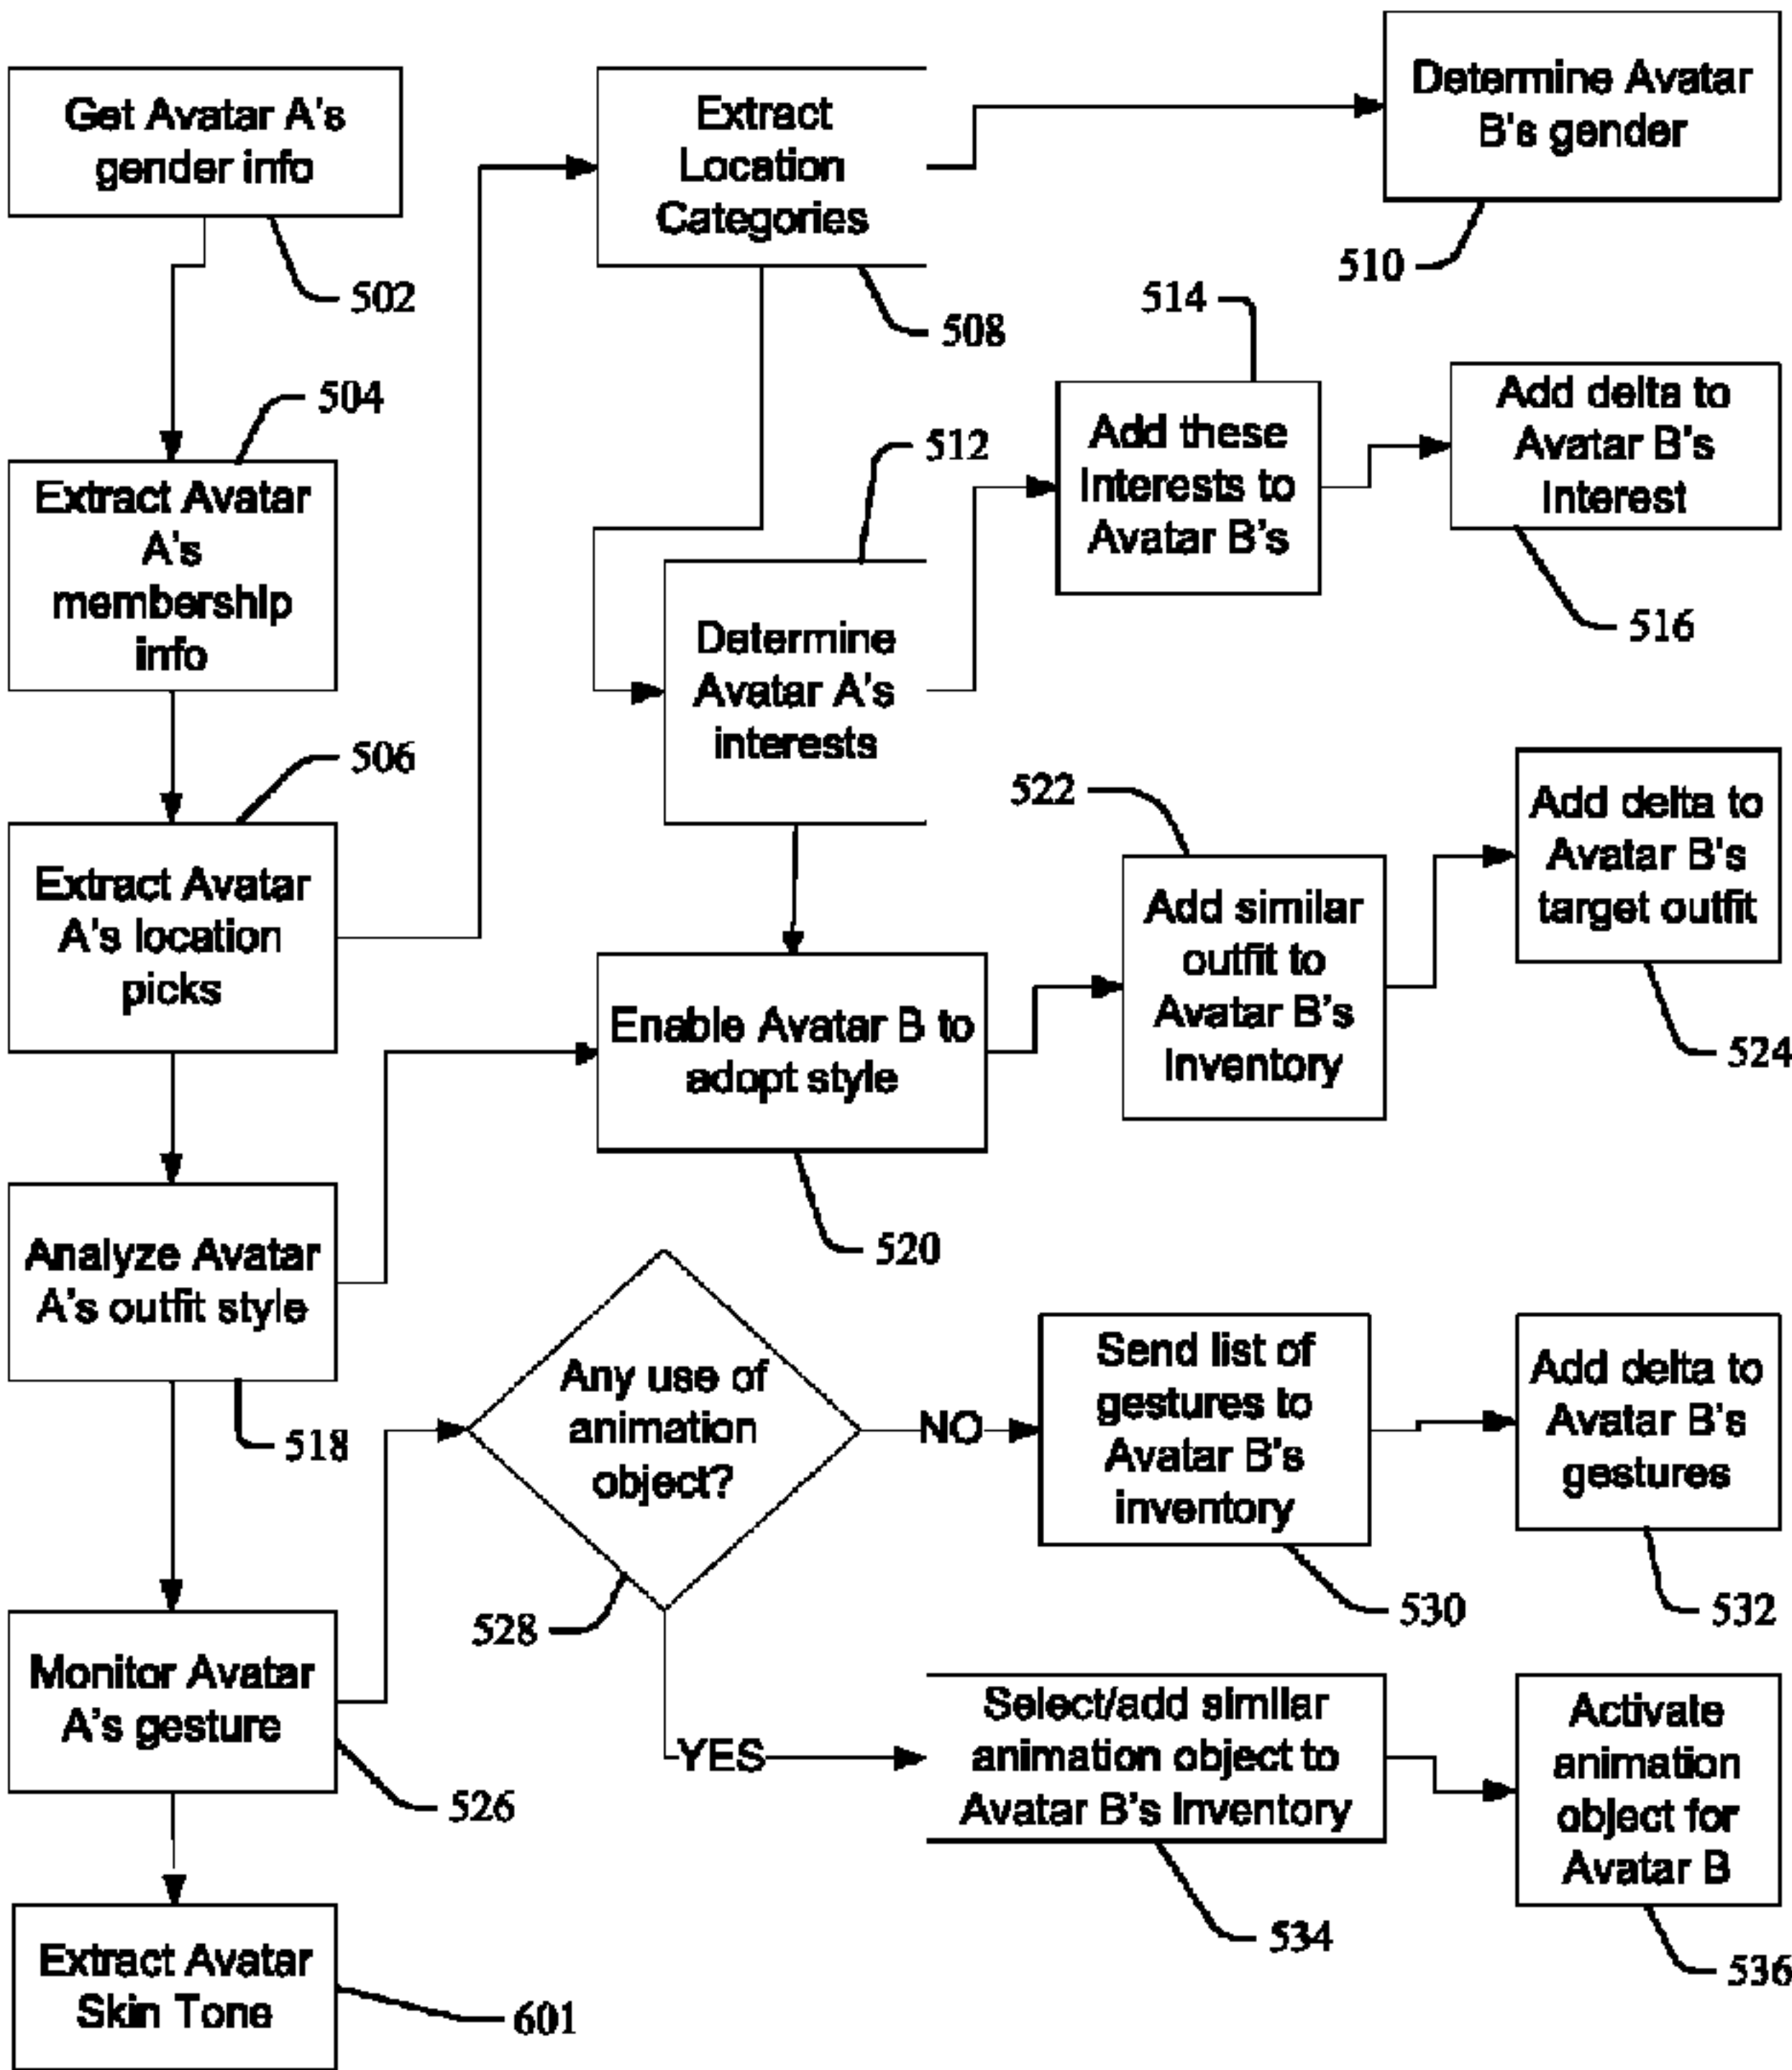 Get Avatar A's
gender info
502
Extract
Location
Categories
508
Determine Avatar
B's gender
510
504
Extract Avatar
A's
membership
info
512
Determine
Avatar A's
interests
514
Add these
Interests to
Avatar B's
Add delta to
Avatar B's
Interest
516
506
Extract Avatar
A's location
picks
Enable Avatar B to
adopt style
520
522
Add similar
outfit to
Avatar B's
Inventory
Add delta to
Avatar B's
target outfit
524
Analyze Avatar
A's outfit style
518
Any use of
animation
object?
528
NO
Send list of
gestures to
Avatar B's
inventory
530
Add delta to
Avatar B's
gestures
532
Monitor Avatar
A's gesture
526
YES
Select/add similar
animation object to
Avatar B's Inventory
534
Activate
animation
object for
Avatar B
536
Extract Avatar
Skin Tone
601